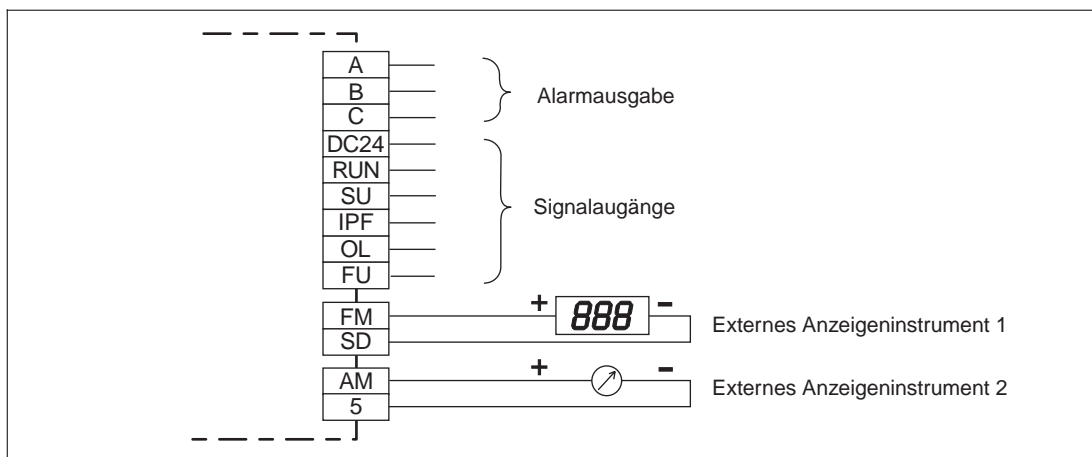 A
B
C
Alarmausgabe
DC24
RUN
SU
IPF
OL
FU
Signalaugänge
FM
SD
+ 888 -
Externes Anzeigeninstrument 1
AM
5
+ -
Externes Anzeigeninstrument 2